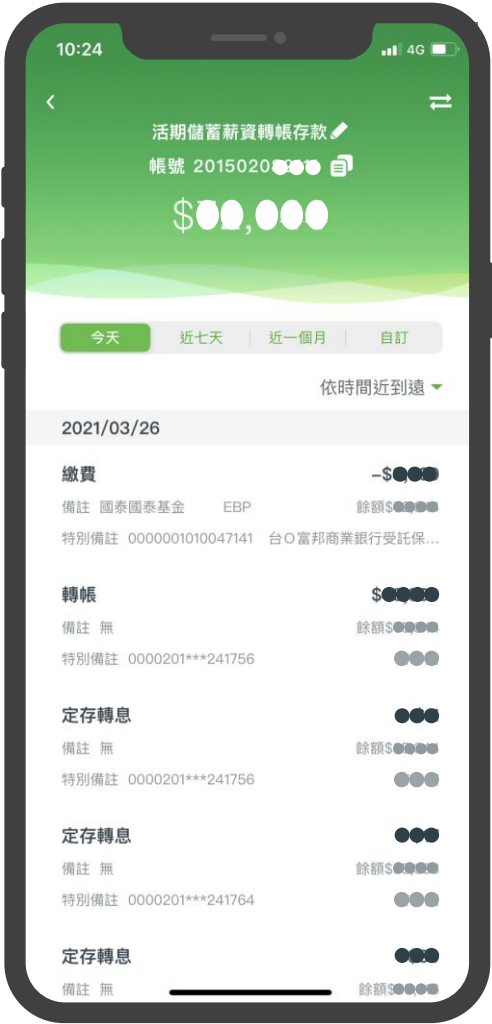 10:24 4G
活期儲蓄薪資轉帳存款
帳號 2015020
$ ,
今天 近七天 近一個月 自訂
依時間近到遠
2021/03/26
繳費 –$
備註 國泰國泰基金 EBP 餘額$
特別備註 0000001010047141 台O富邦商業銀行受託保...
轉帳 $
備註 無 餘額$
特別備註 0000201***241756
定存轉息
備註 無 餘額$
特別備註 0000201***241756
定存轉息
備註 無 餘額$
特別備註 0000201***241764
定存轉息
備註 無 餘額$